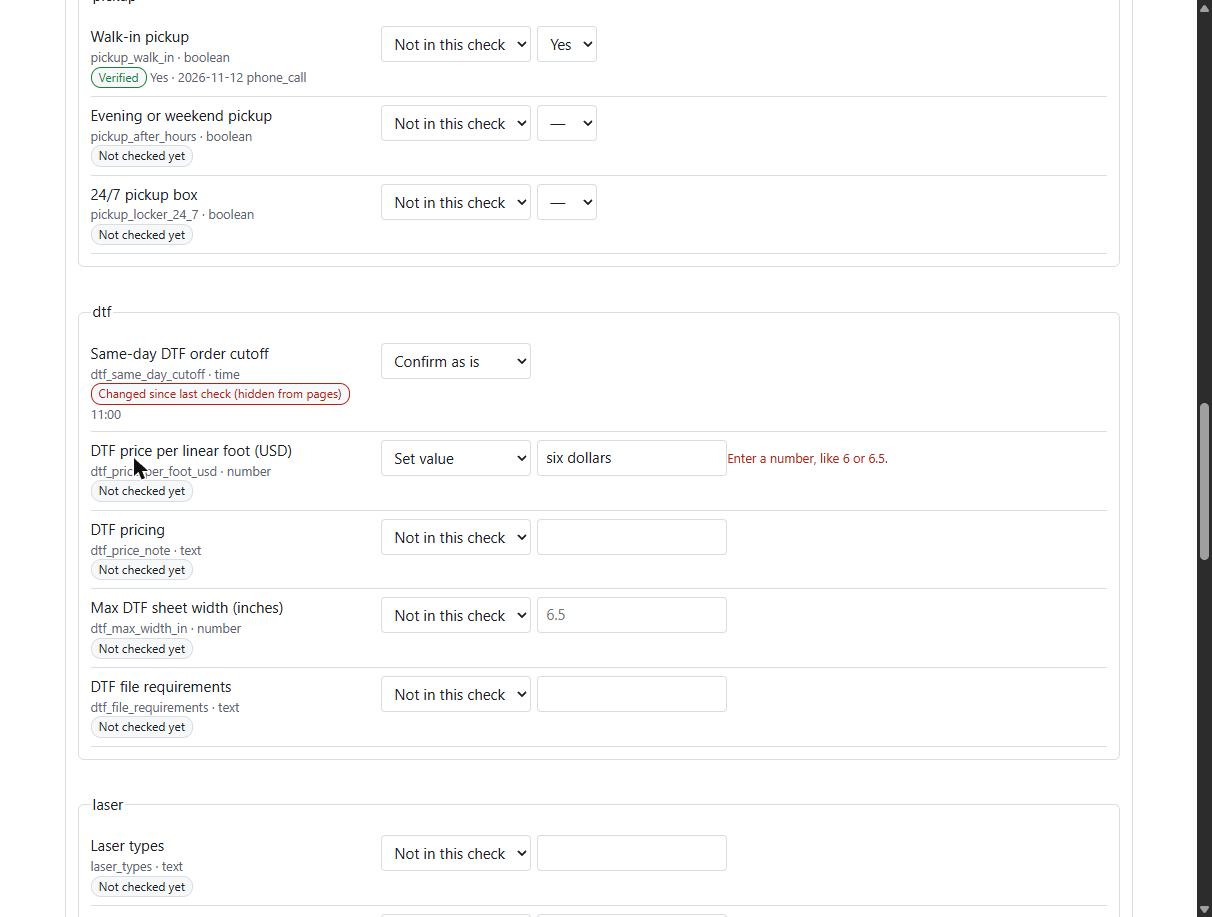 pickup
Walk-in pickup
Not in this check
Yes
pickup_walk_in · boolean
Verified Yes · 2026-11-12 phone_call
Evening or weekend pickup
Not in this check
—
pickup_after_hours · boolean
Not checked yet
24/7 pickup box
Not in this check
—
pickup_locker_24_7 · boolean
Not checked yet
dtf
Same-day DTF order cutoff
Confirm as is
dtf_same_day_cutoff · time
Changed since last check (hidden from pages)
11:00
DTF price per linear foot (USD)
Set value
six dollars
Enter a number, like 6 or 6.5.
dtf_price_per_foot_usd · number
Not checked yet
DTF pricing
Not in this check
dtf_price_note · text
Not checked yet
Max DTF sheet width (inches)
Not in this check
6.5
dtf_max_width_in · number
Not checked yet
DTF file requirements
Not in this check
dtf_file_requirements · text
Not checked yet
laser
Laser types
Not in this check
laser_types · text
Not checked yet